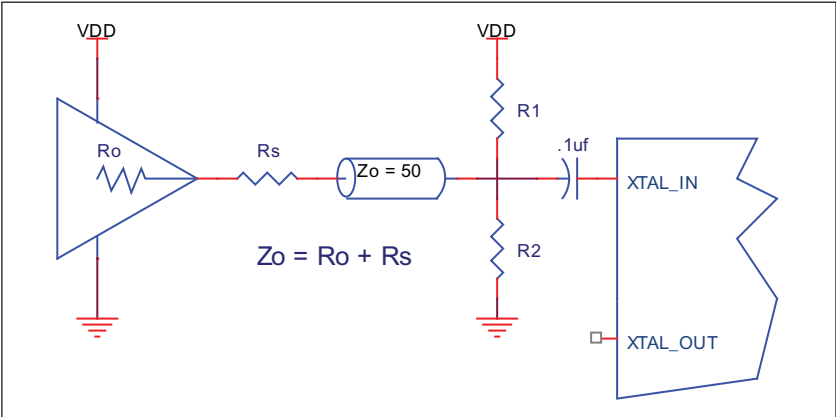 VDD
VDD
R1
Ro
Rs
Zo = 50
.1uf
XTAL_IN
R2
Zo = Ro + Rs
XTAL_OUT